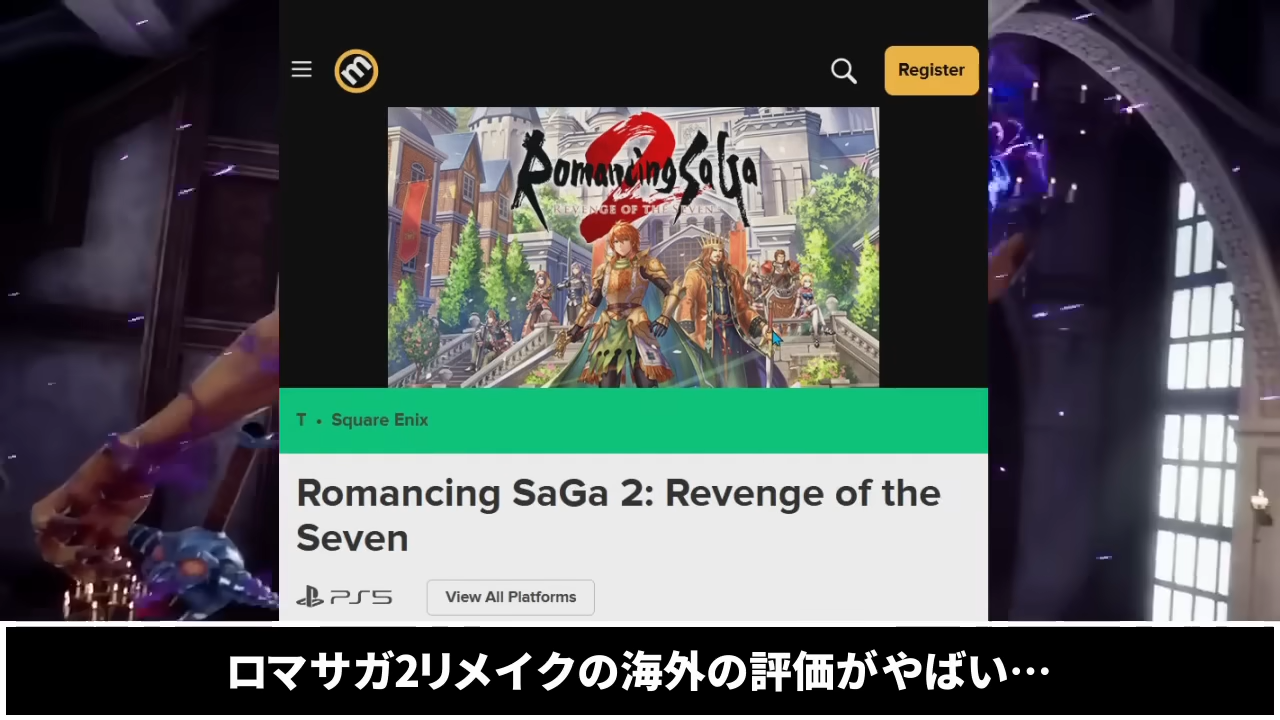 m
Register
Romancing SaGa
2
REVENGE OF THE SEVEN
T • Square Enix
Romancing SaGa 2: Revenge of the
Seven
PS5
View All Platforms
ロマサガ2リメイクの海外の評価がやばい…